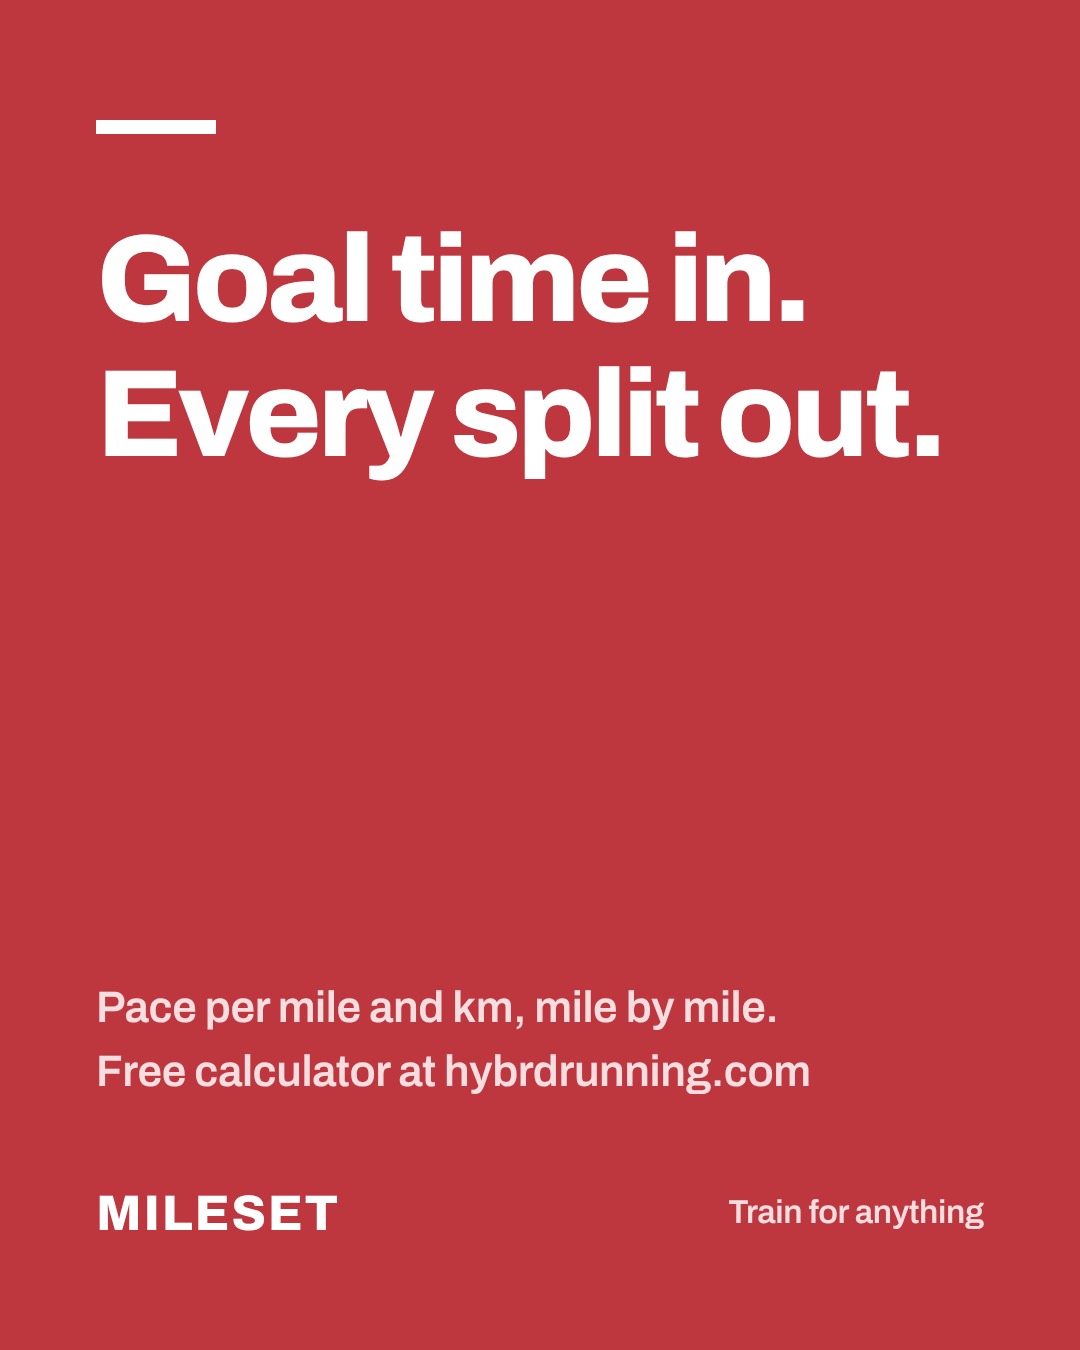 Goal time in.
Every split out.
Pace per mile and km, mile by mile.
Free calculator at hybrdrunning.com
MILESET
Train for anything